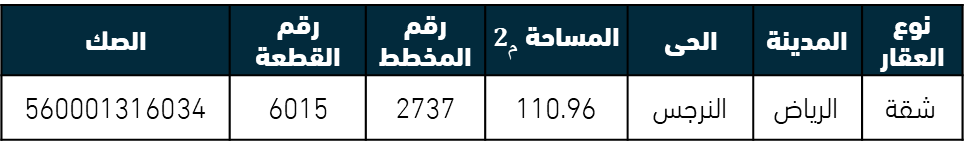 نوع العقار المدينة الحى المساحة م2 رقم المخطط رقم القطعة الصك
شقة الرياض النرجس 110.96 2737 6015 560001316034